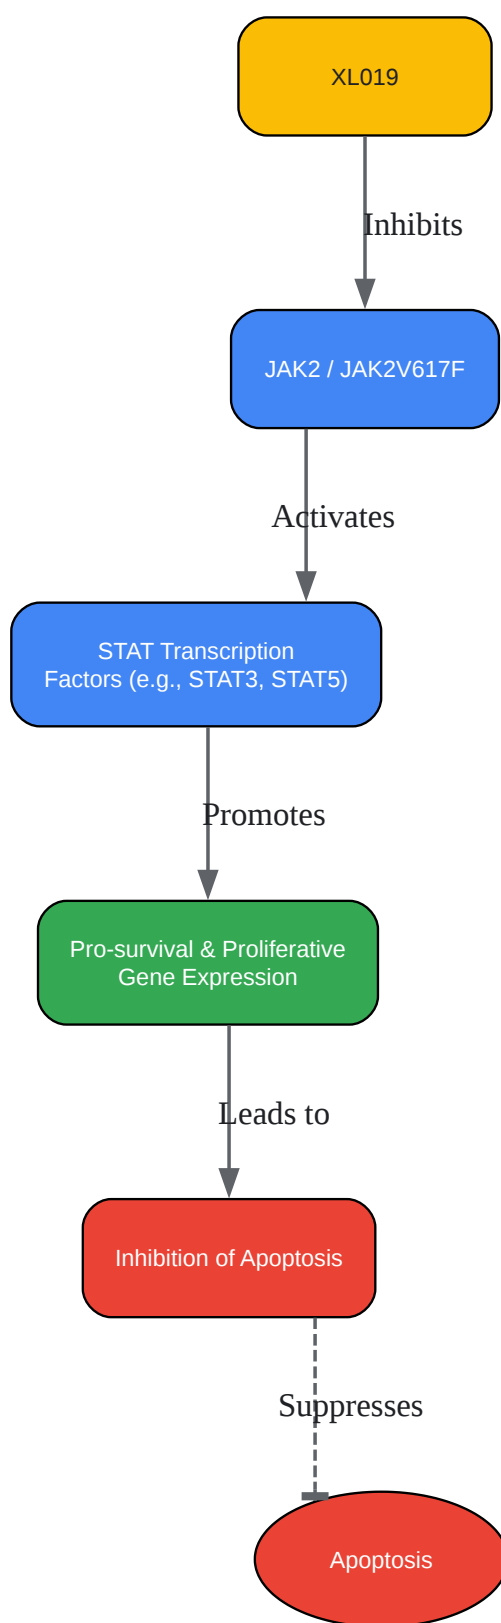 XL019
Inhibits
JAK2 / JAK2V617F
Activates
STAT Transcription
Factors (e.g., STAT3, STAT5)
Promotes
Pro-survival & Proliferative
Gene Expression
Leads to
Inhibition of Apoptosis
Suppresses
Apoptosis